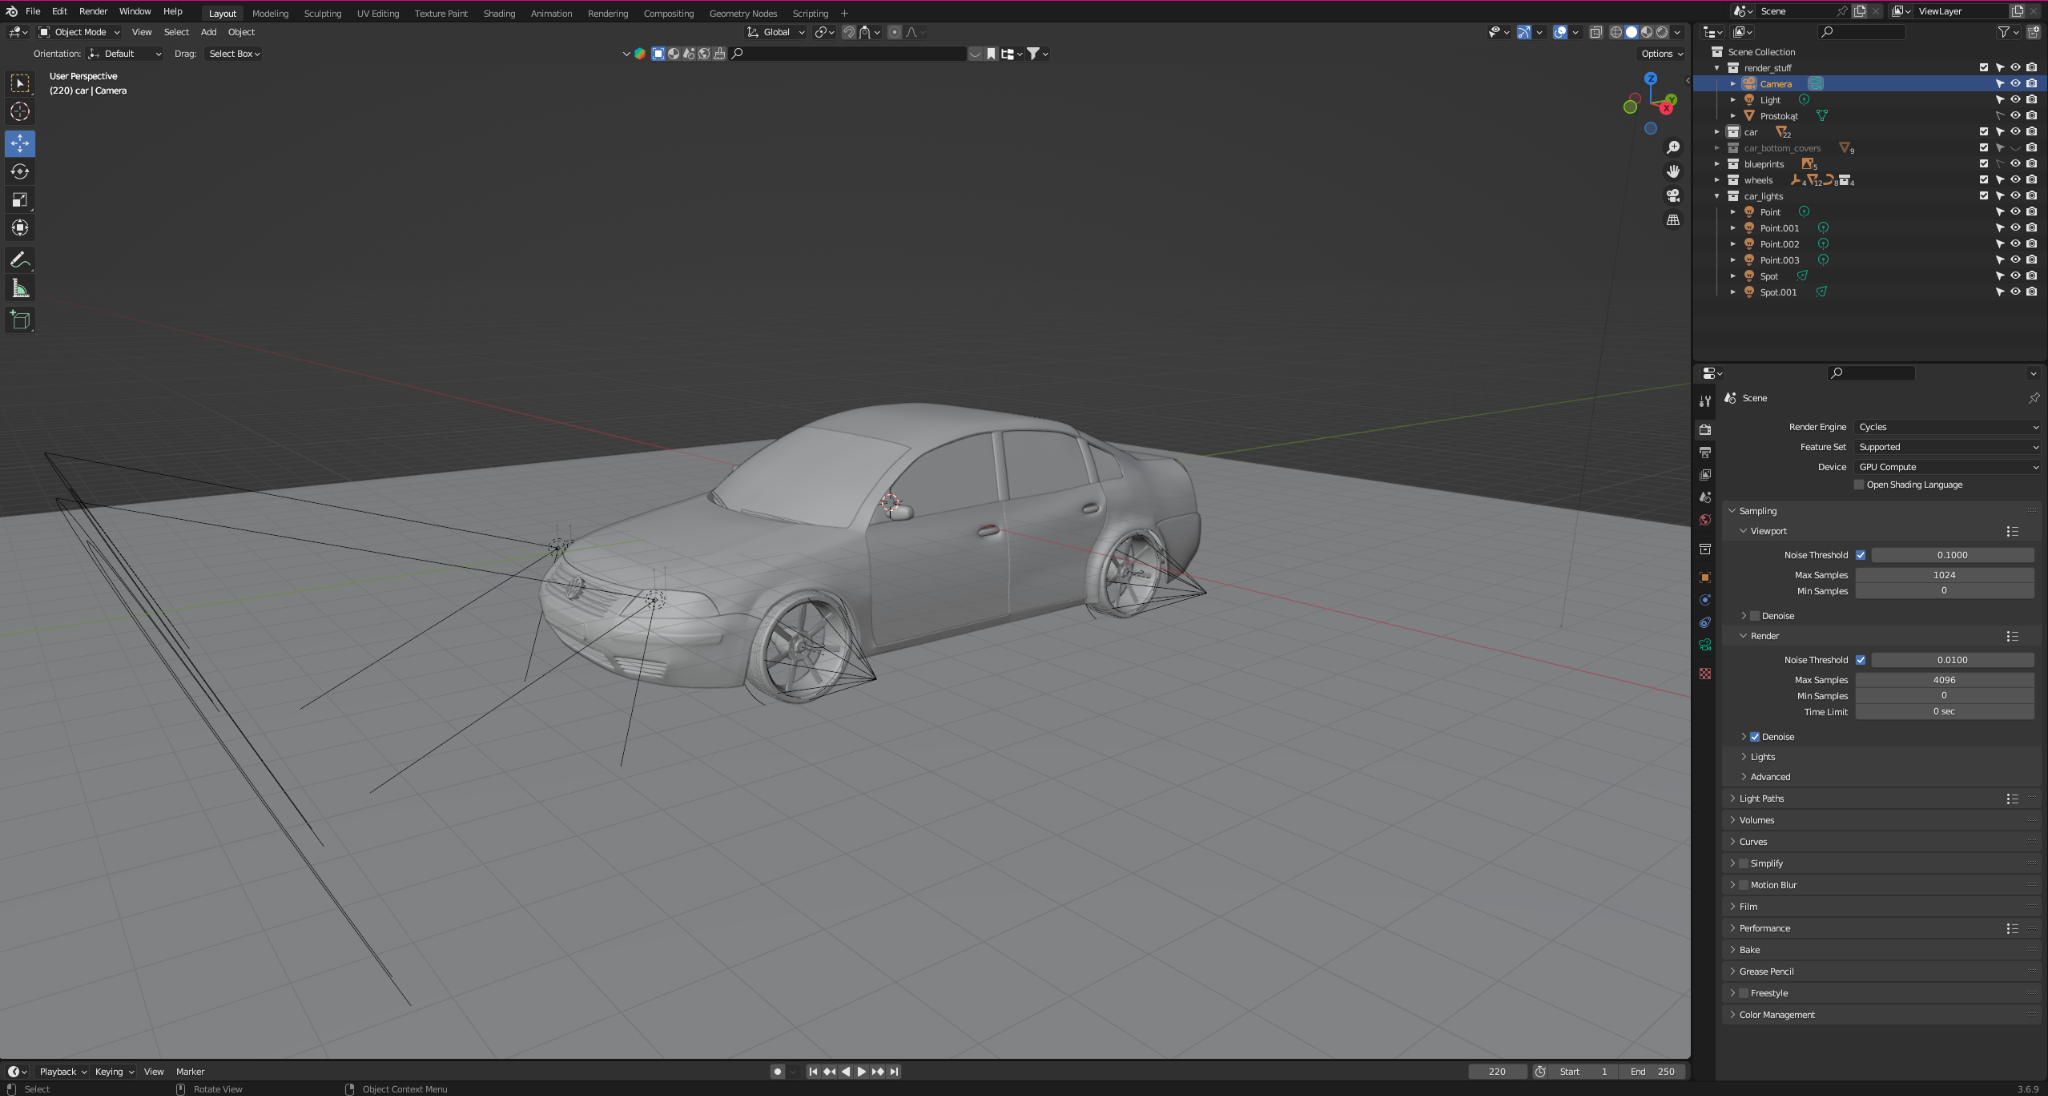 File Edit Render Window Help Layout Modeling Sculpting UV Editing Texture Paint Shading Animation Rendering Compositing Geometry Nodes Scripting + Scene ViewLayer
Object Mode View Select Add Object Global
Orientation: Default Drag: Select Box Options
User Perspective
(220) car | Camera
Z
Y
X
Scene Collection
render_stuff
Camera
Light
Prostokąt
car 22
car_bottom_covers 9
blueprints 5
wheels 4 12 8 4
car_lights
Point
Point.001
Point.002
Point.003
Spot
Spot.001
Scene
Render Engine Cycles
Feature Set Supported
Device GPU Compute
Open Shading Language
Sampling
Viewport
Noise Threshold 0.1000
Max Samples 1024
Min Samples 0
Denoise
Render
Noise Threshold 0.0100
Max Samples 4096
Min Samples 0
Time Limit 0 sec
Denoise
Lights
Advanced
Light Paths
Volumes
Curves
Simplify
Motion Blur
Film
Performance
Bake
Grease Pencil
Freestyle
Color Management
Playback Keying View Marker 220 Start 1 End 250
Select Rotate View Object Context Menu 3.6.9